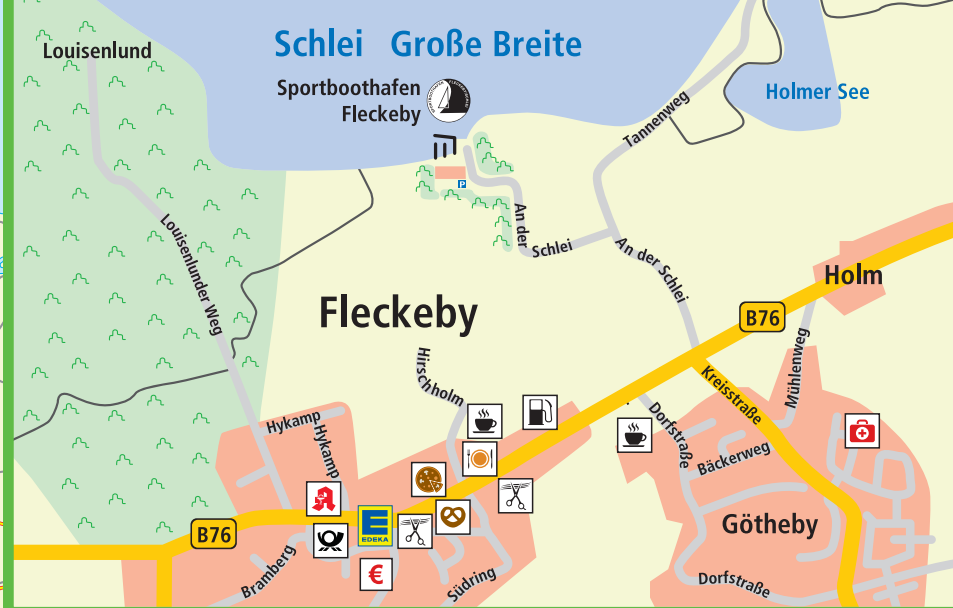 Louisenlund
Schlei Große Breite
Sportboothafen
Fleckeby
Holmer See
Tannenweg
P
An der
Schlei
An der Schlei
Louisenlunder Weg
Holm
Fleckeby
B76
Hirschholm
Mühlenweg
Kreisstraße
Hykamp
Hykamp
Dorfstraße
Bäckerweg
Götheby
B76
E
EDEKA
A
€
Bramberg
Südring
Dorfstraße